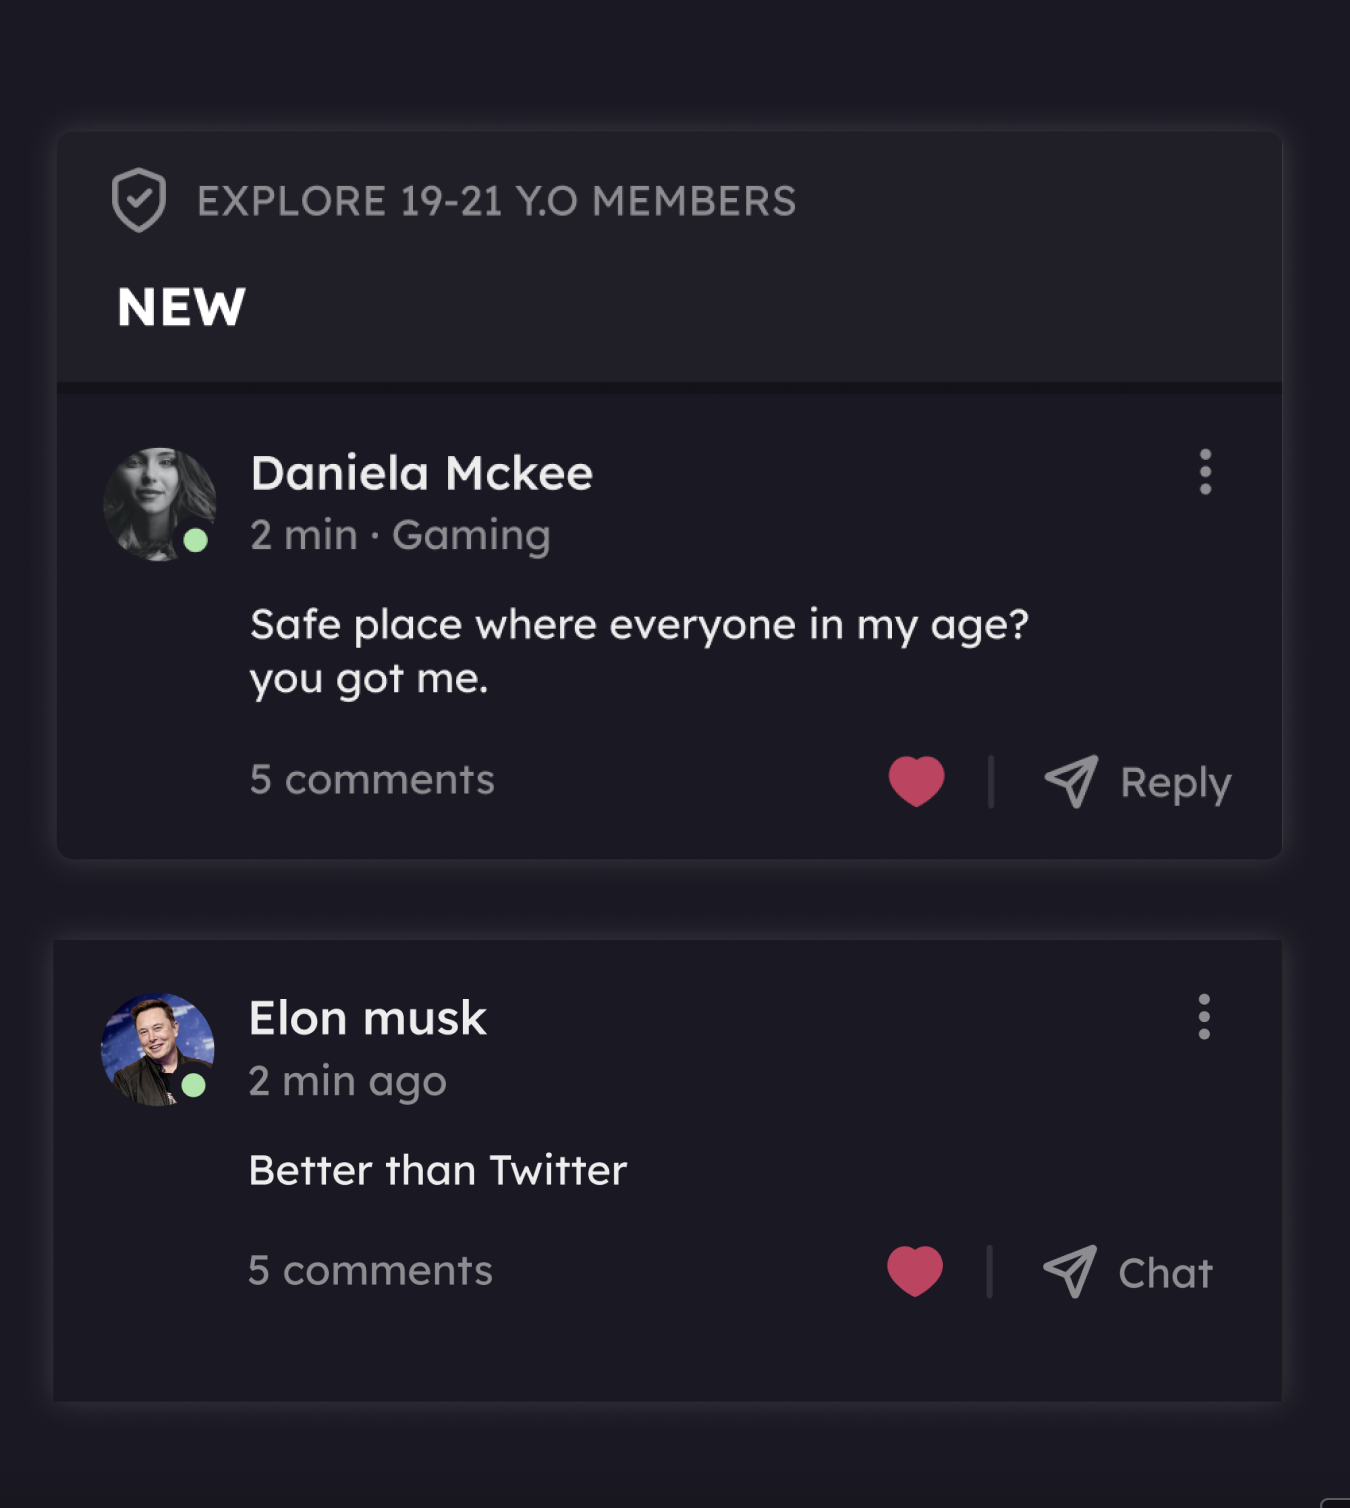 EXPLORE 19-21 Y.O MEMBERS
NEW
Daniela Mckee
2 min · Gaming
Safe place where everyone in my age?
you got me.
5 comments
Reply
Elon musk
2 min ago
Better than Twitter
5 comments
Chat